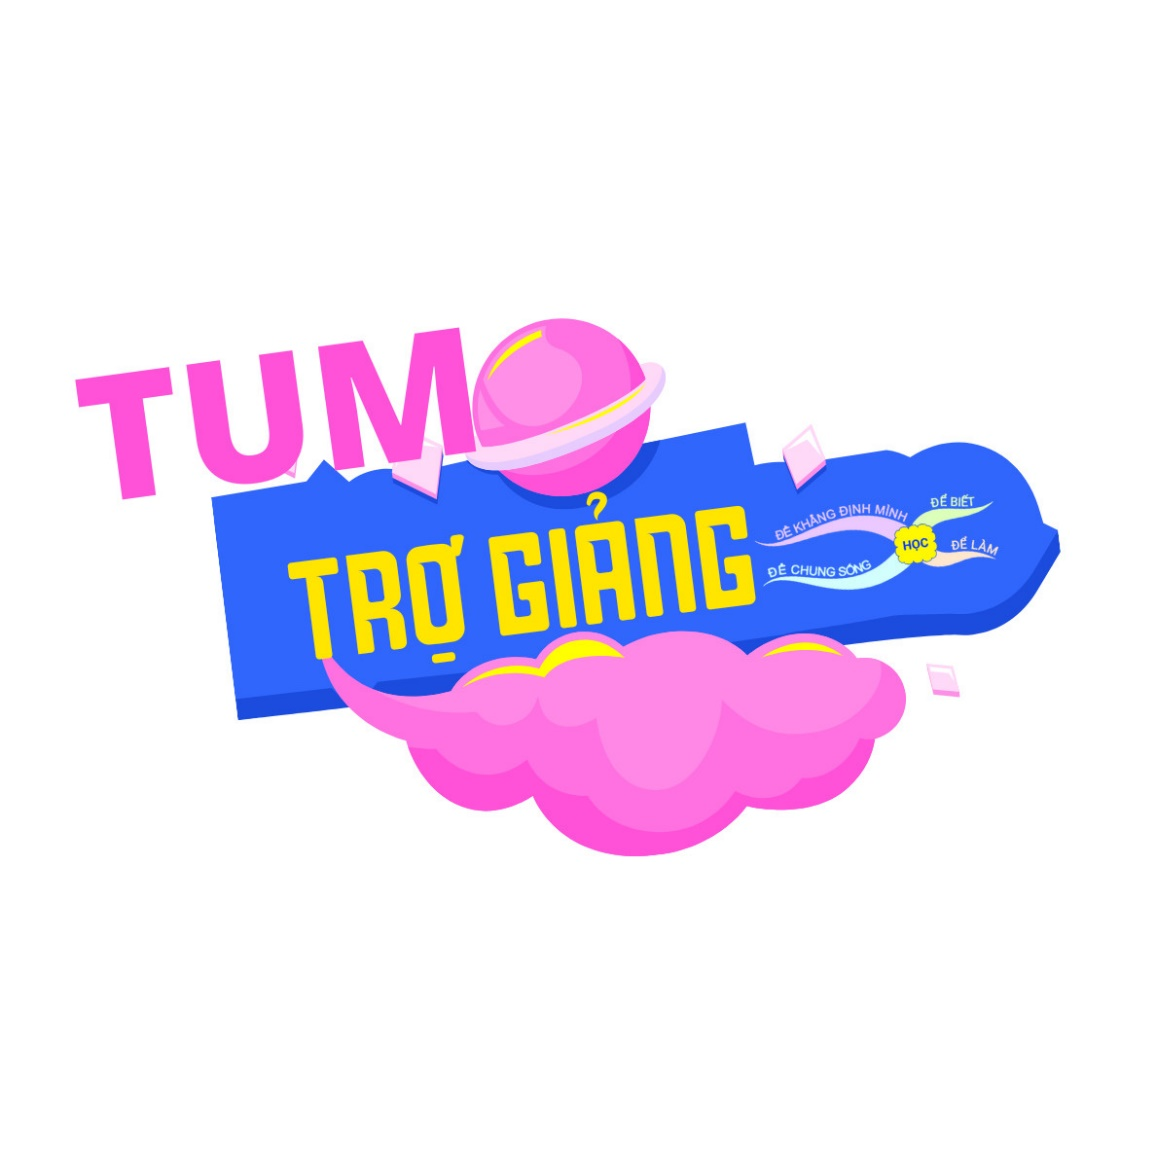 TUM
TRỢ GIẢNG
ĐỂ KHẲNG ĐỊNH MÌNH
ĐỂ BIẾT
HỌC
ĐỂ LÀM
ĐỂ CHUNG SỐNG